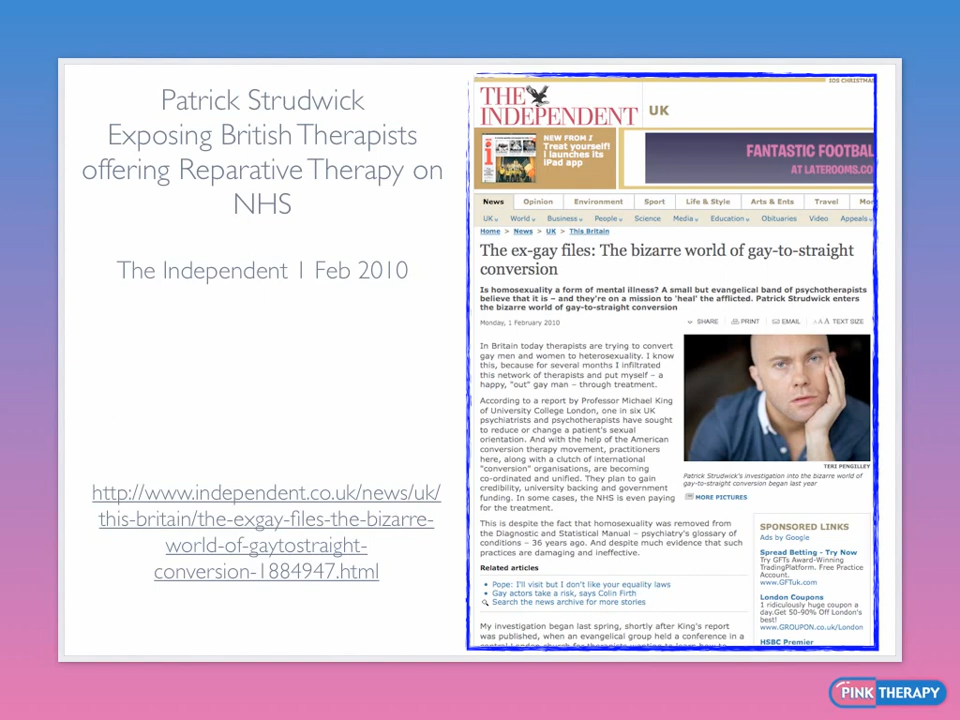 Patrick Strudwick
Exposing British Therapists
offering Reparative Therapy on
NHS
The Independent 1 Feb 2010
http://www.independent.co.uk/news/uk/
this-britain/the-exgay-files-the-bizarre-
world-of-gaytostraight-
conversion-1884947.html
IOS CHRISTMAS
THE
INDEPENDENT
UK
NEW FROM I
Treat yourself!
i launches its
iPad app
FANTASTIC FOOTBAL
AT LATEROOMS.CO
News Opinion Environment Sport Life & Style Arts & Ents Travel Mor
UK World Business People Science Media Education Obituaries Video Appeals
Home > News > UK > This Britain
The ex-gay files: The bizarre world of gay-to-straight
conversion
Is homosexuality a form of mental illness? A small but evangelical band of psychotherapists
believe that it is – and they're on a mission to 'heal' the afflicted. Patrick Strudwick enters
the bizarre world of gay-to-straight conversion
Monday, 1 February 2010
SHARE PRINT EMAIL AAA TEXT SIZE
In Britain today therapists are trying to convert
gay men and women to heterosexuality. I know
this, because for several months I infiltrated
this network of therapists and put myself – a
happy, "out" gay man – through treatment.
According to a report by Professor Michael King
of University College London, one in six UK
psychiatrists and psychotherapists have sought
to reduce or change a patient's sexual
orientation. And with the help of the American
conversion therapy movement, practitioners
here, along with a clutch of international
"conversion" organisations, are becoming
co-ordinated and unified. They plan to gain
credibility, university backing and government
funding. In some cases, the NHS is even paying
for the treatment.
TERI PENGILLEY
Patrick Strudwick's investigation into the bizarre world of
gay-to-straight conversion began last year
MORE PICTURES
This is despite the fact that homosexuality was removed from
the Diagnostic and Statistical Manual – psychiatry's glossary of
conditions – 36 years ago. And despite much evidence that such
practices are damaging and ineffective.
Related articles
• Pope: I'll visit but I don't like your equality laws
• Gay actors take a risk, says Colin Firth
Search the news archive for more stories
My investigation began last spring, shortly after King's report
was published, when an evangelical group held a conference in a
central London church for therapists wanting to learn how to
SPONSORED LINKS
Ads by Google
Spread Betting - Try Now
Try GFTs Award-Winning
TradingPlatform. Free Practice
Account.
www.GFTuk.com
London Coupons
1 ridiculously huge coupon a
day.Get 50-90% Off London's
best!
www.GROUPON.co.uk/London
HSBC Premier
PINK THERAPY